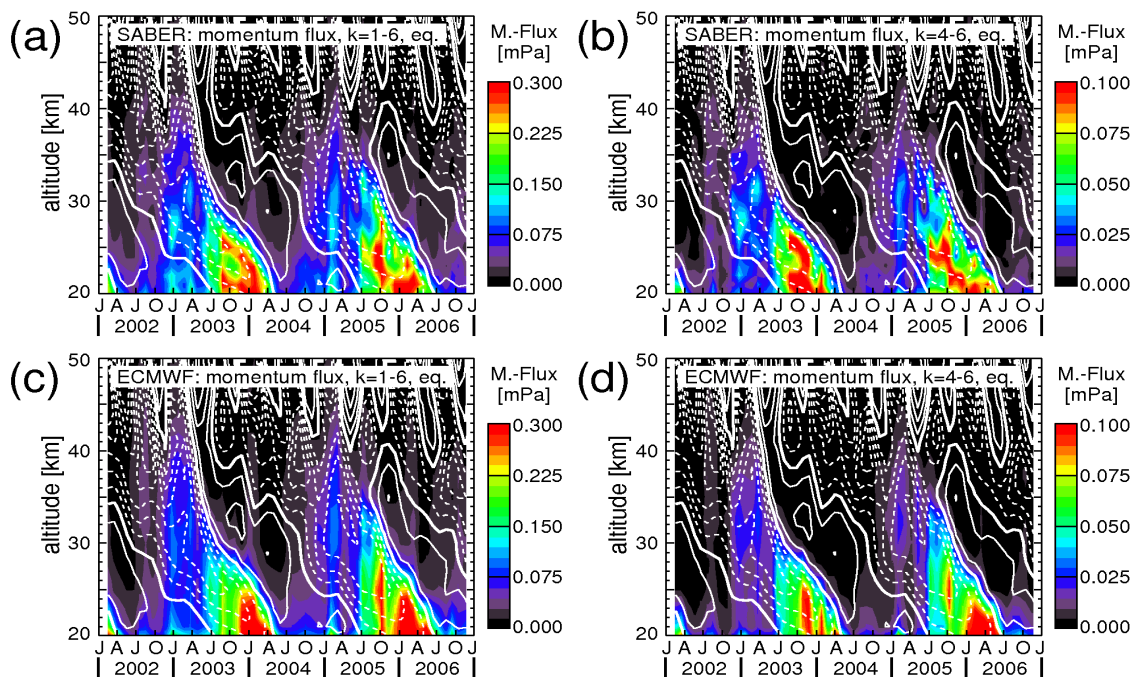 (a)
SABER: momentum flux, k=1-6, eq.
M.-Flux
[mPa]
altitude [km]
50
40
30
20
0.300
0.225
0.150
0.075
0.000
J A J O J A J O J A J O J A J O J A J O J
2002 2003 2004 2005 2006
(b)
SABER: momentum flux, k=4-6, eq.
M.-Flux
[mPa]
altitude [km]
50
40
30
20
0.100
0.075
0.050
0.025
0.000
J A J O J A J O J A J O J A J O J A J O J
2002 2003 2004 2005 2006
(c)
ECMWF: momentum flux, k=1-6, eq.
M.-Flux
[mPa]
altitude [km]
50
40
30
20
0.300
0.225
0.150
0.075
0.000
J A J O J A J O J A J O J A J O J A J O J
2002 2003 2004 2005 2006
(d)
ECMWF: momentum flux, k=4-6, eq.
M.-Flux
[mPa]
altitude [km]
50
40
30
20
0.100
0.075
0.050
0.025
0.000
J A J O J A J O J A J O J A J O J A J O J
2002 2003 2004 2005 2006